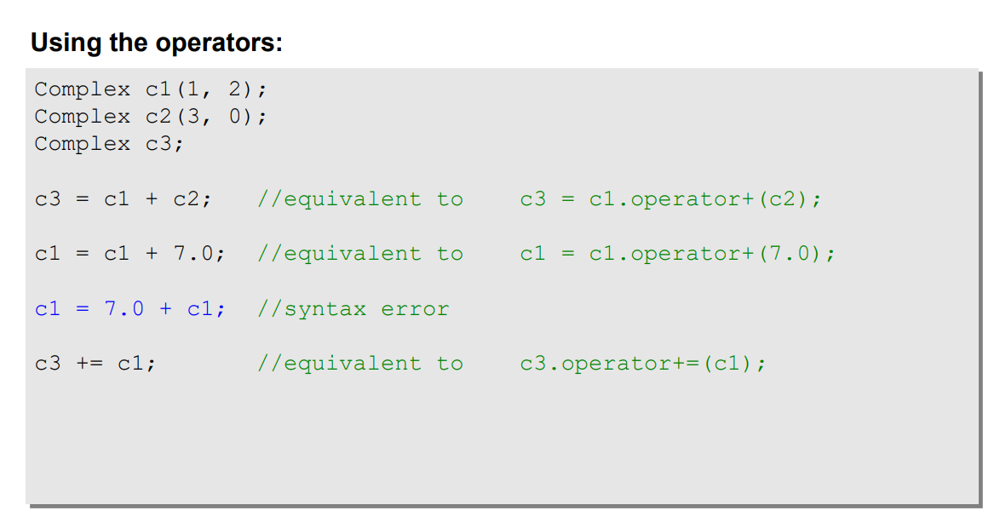 Using the operators:
Complex c1(1, 2);
Complex c2(3, 0);
Complex c3;
c3 = c1 + c2;   //equivalent to    c3 = c1.operator+(c2);
c1 = c1 + 7.0;  //equivalent to    c1 = c1.operator+(7.0);
c1 = 7.0 + c1;  //syntax error
c3 += c1;       //equivalent to    c3.operator+=(c1);